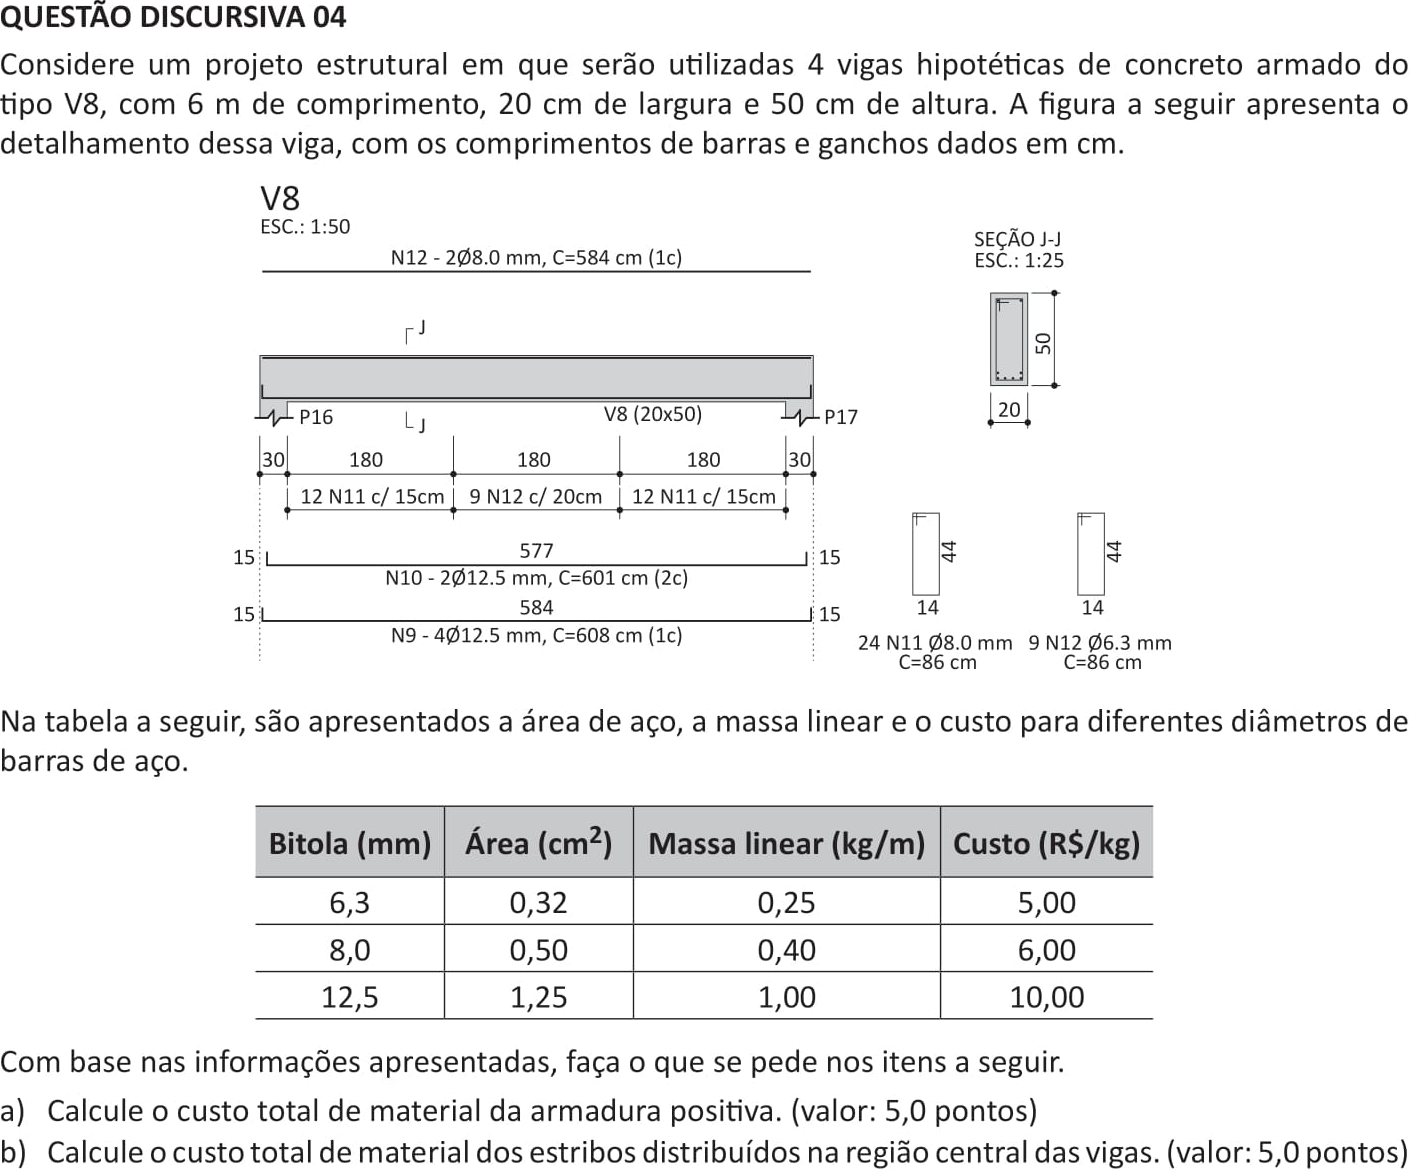 QUESTÃO DISCURSIVA 04
Considere um projeto estrutural em que serão utilizadas 4 vigas hipotéticas de concreto armado do
tipo V8, com 6 m de comprimento, 20 cm de largura e 50 cm de altura. A figura a seguir apresenta o
detalhamento dessa viga, com os comprimentos de barras e ganchos dados em cm.
V8
ESC.: 1:50
N12 - 2Ø8.0 mm, C=584 cm (1c)
SEÇÃO J-J
ESC.: 1:25
J
50
P16
J
V8 (20x50)
P17
20
30
180
180
180
30
12 N11 c/ 15cm
9 N12 c/ 20cm
12 N11 c/ 15cm
15
577
15
N10 - 2Ø12.5 mm, C=601 cm (2c)
15
584
15
N9 - 4Ø12.5 mm, C=608 cm (1c)
44
44
14
14
24 N11 Ø8.0 mm
C=86 cm
9 N12 Ø6.3 mm
C=86 cm
Na tabela a seguir, são apresentados a área de aço, a massa linear e o custo para diferentes diâmetros de
barras de aço.
Bitola (mm) Área (cm²) Massa linear (kg/m) Custo (R$/kg)
6,3 0,32 0,25 5,00
8,0 0,50 0,40 6,00
12,5 1,25 1,00 10,00
Com base nas informações apresentadas, faça o que se pede nos itens a seguir.
a) Calcule o custo total de material da armadura positiva. (valor: 5,0 pontos)
b) Calcule o custo total de material dos estribos distribuídos na região central das vigas. (valor: 5,0 pontos)